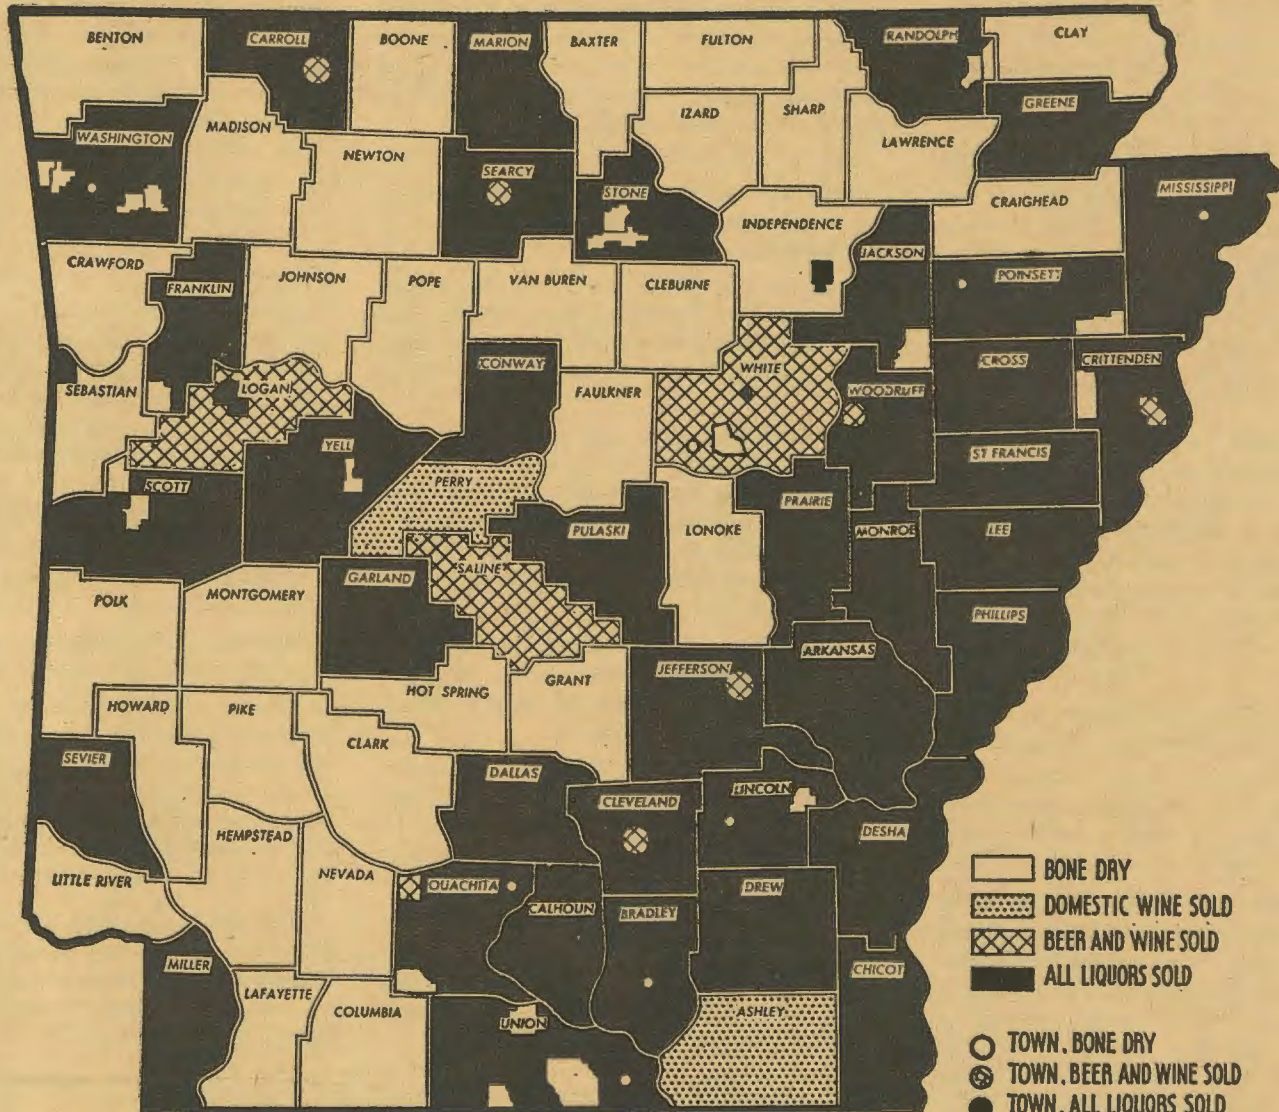 BENTON
CARROLL
BOONE
MARION
BAXTER
FULTON
RANDOLPH
CLAY
WASHINGTON
MADISON
NEWTON
SEARCY
STONE
IZARD
SHARP
LAWRENCE
GREENE
CRAIGHEAD
MISSISSIPPI
INDEPENDENCE
JACKSON
POINSETT
CRAWFORD
FRANKLIN
JOHNSON
POPE
VAN BUREN
CLEBURNE
CONWAY
WHITE
WOODRUFF
CROSS
CRITTENDEN
SEBASTIAN
LOGAN
FAULKNER
YELL
ST FRANCIS
SCOTT
PERRY
PULASKI
LONOKE
PRAIRIE
MONROE
LEE
GARLAND
SALINE
POLK
MONTGOMERY
PHILLIPS
ARKANSAS
HOT SPRING
GRANT
JEFFERSON
HOWARD
PIKE
CLARK
SEVIER
DALLAS
CLEVELAND
LINCOLN
DESHA
HEMPSTEAD
NEVADA
LITTLE RIVER
OUACHITA
CALHOUN
BRADLEY
DREW
MILLER
LAFAYETTE
COLUMBIA
UNION
ASHLEY
CHICOT
BONE DRY
DOMESTIC WINE SOLD
BEER AND WINE SOLD
ALL LIQUORS SOLD
TOWN, BONE DRY
TOWN, BEER AND WINE SOLD
TOWN, ALL LIQUORS SOLD